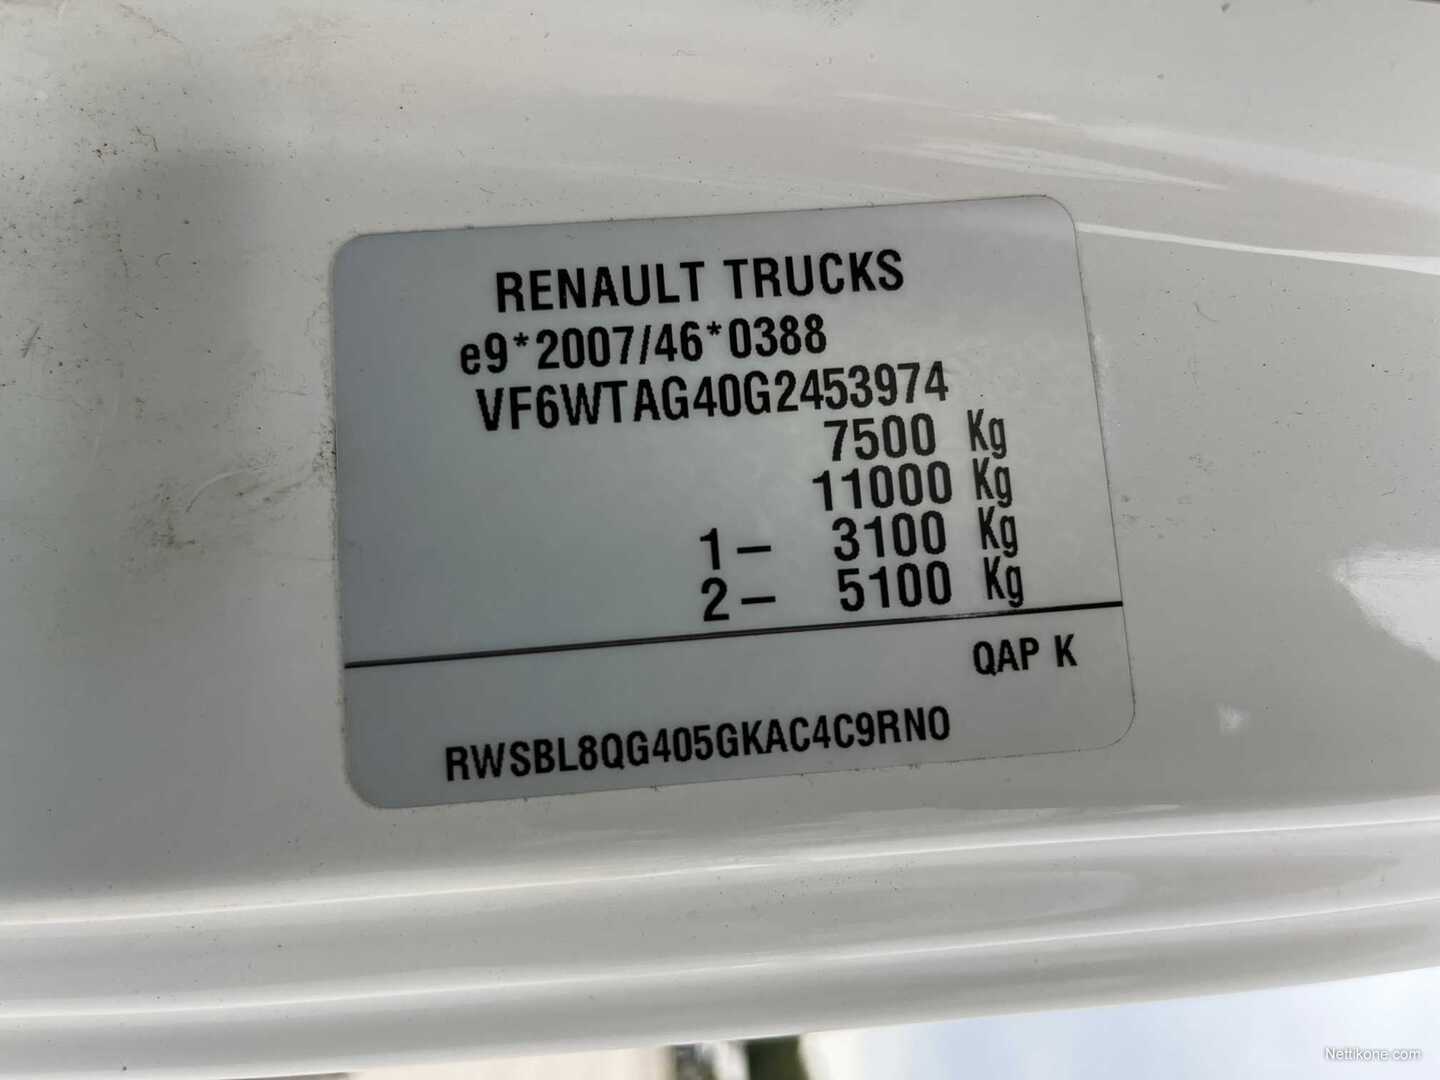 RENAULT TRUCKS
e9*2007/46*0388
VF6WTAG40G2453974
7500 Kg
11000 Kg
1– 3100 Kg
2– 5100 Kg
QAP K
RWSBL8QG405GKAC4C9RN0
Nettikone.com